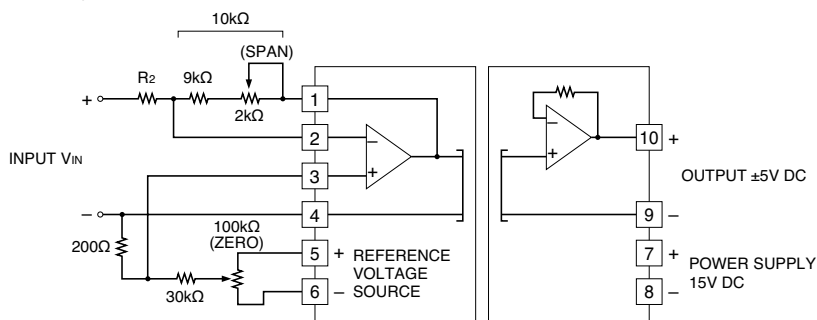 10kΩ
(SPAN)
R2
9kΩ
2kΩ
+
1
2
3
4
5
6
−
+
INPUT VIN
−
200Ω
100kΩ
(ZERO)
30kΩ
+ REFERENCE
VOLTAGE
− SOURCE
−
+
10 +
OUTPUT ±5V DC
9 −
7 +
POWER SUPPLY
15V DC
8 −